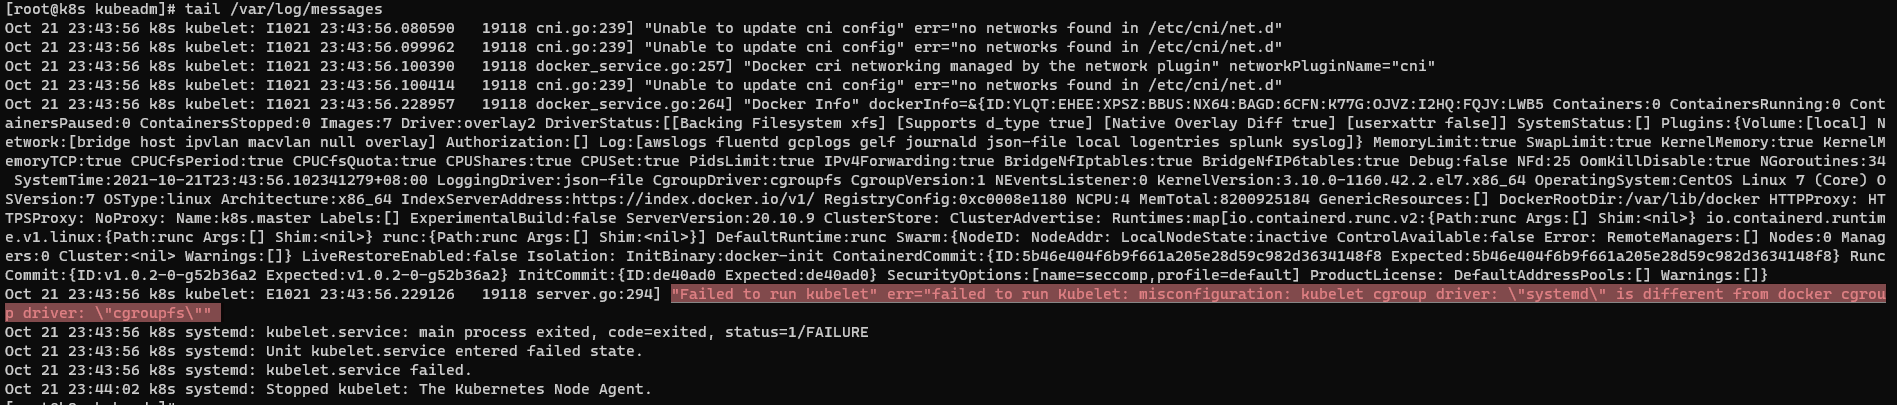 [root@k8s kubeadm]# tail /var/log/messages
Oct 21 23:43:56 k8s kubelet: I1021 23:43:56.080590   19118 cni.go:239] "Unable to update cni config" err="no networks found in /etc/cni/net.d"
Oct 21 23:43:56 k8s kubelet: I1021 23:43:56.099962   19118 cni.go:239] "Unable to update cni config" err="no networks found in /etc/cni/net.d"
Oct 21 23:43:56 k8s kubelet: I1021 23:43:56.100390   19118 docker_service.go:257] "Docker cri networking managed by the network plugin" networkPluginName="cni"
Oct 21 23:43:56 k8s kubelet: I1021 23:43:56.100414   19118 cni.go:239] "Unable to update cni config" err="no networks found in /etc/cni/net.d"
Oct 21 23:43:56 k8s kubelet: I1021 23:43:56.228957   19118 docker_service.go:264] "Docker Info" dockerInfo=&{ID:YLQT:EHEE:XPSZ:BBUS:NX64:BAGD:6CFN:K77G:OJVZ:I2HQ:FQJY:LWB5 Containers:0 ContainersRunning:0 Cont
ainersPaused:0 ContainersStopped:0 Images:7 Driver:overlay2 DriverStatus:[[Backing Filesystem xfs] [Supports d_type true] [Native Overlay Diff true] [userxattr false]] SystemStatus:[] Plugins:{Volume:[local] N
etwork:[bridge host ipvlan macvlan null overlay] Authorization:[] Log:[awslogs fluentd gcplogs gelf journald json-file local logentries splunk syslog]} MemoryLimit:true SwapLimit:true KernelMemory:true KernelM
emoryTCP:true CPUCfsPeriod:true CPUCfsQuota:true CPUShares:true CPUSet:true PidsLimit:true IPv4Forwarding:true BridgeNfIptables:true BridgeNfIP6tables:true Debug:false NFd:25 OomKillDisable:true NGoroutines:34
 SystemTime:2021-10-21T23:43:56.102341279+08:00 LoggingDriver:json-file CgroupDriver:cgroupfs CgroupVersion:1 NEventsListener:0 KernelVersion:3.10.0-1160.42.2.el7.x86_64 OperatingSystem:CentOS Linux 7 (Core) O
SVersion:7 OSType:linux Architecture:x86_64 IndexServerAddress:https://index.docker.io/v1/ RegistryConfig:0xc0008e1180 NCPU:4 MemTotal:8200925184 GenericResources:[] DockerRootDir:/var/lib/docker HTTPProxy: HT
TPSProxy: NoProxy: Name:k8s.master Labels:[] ExperimentalBuild:false ServerVersion:20.10.9 ClusterStore: ClusterAdvertise: Runtimes:map[io.containerd.runc.v2:{Path:runc Args:[] Shim:<nil>} io.containerd.runtim
e.v1.linux:{Path:runc Args:[] Shim:<nil>} runc:{Path:runc Args:[] Shim:<nil>}] DefaultRuntime:runc Swarm:{NodeID: NodeAddr: LocalNodeState:inactive ControlAvailable:false Error: RemoteManagers:[] Nodes:0 Manag
ers:0 Cluster:<nil> Warnings:[]} LiveRestoreEnabled:false Isolation: InitBinary:docker-init ContainerdCommit:{ID:5b46e404f6b9f661a205e28d59c982d3634148f8 Expected:5b46e404f6b9f661a205e28d59c982d3634148f8} Runc
Commit:{ID:v1.0.2-0-g52b36a2 Expected:v1.0.2-0-g52b36a2} InitCommit:{ID:de40ad0 Expected:de40ad0} SecurityOptions:[name=seccomp,profile=default] ProductLicense: DefaultAddressPools:[] Warnings:[]}
Oct 21 23:43:56 k8s kubelet: E1021 23:43:56.229126   19118 server.go:294] "Failed to run kubelet" err="failed to run Kubelet: misconfiguration: kubelet cgroup driver: \"systemd\" is different from docker cgrou
p driver: \"cgroupfs\""
Oct 21 23:43:56 k8s systemd: kubelet.service: main process exited, code=exited, status=1/FAILURE
Oct 21 23:43:56 k8s systemd: Unit kubelet.service entered failed state.
Oct 21 23:43:56 k8s systemd: kubelet.service failed.
Oct 21 23:44:02 k8s systemd: Stopped kubelet: The Kubernetes Node Agent.